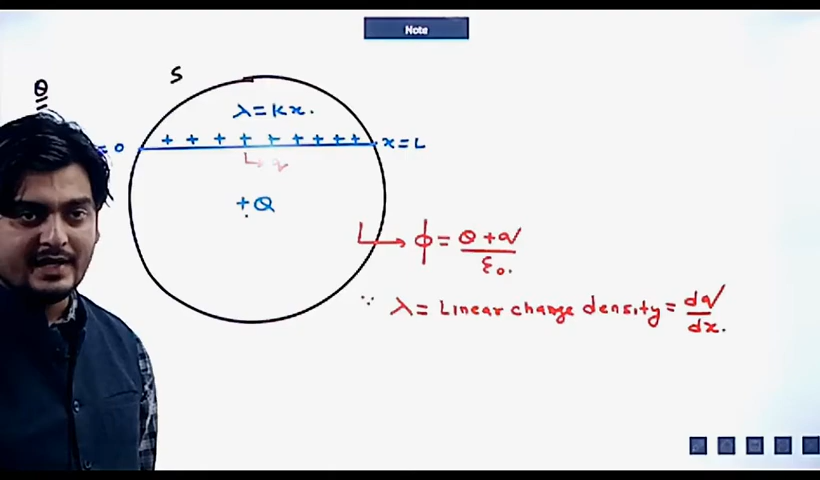 Note
S
Q
λ = Kx.
= 0
+ + + + + + + + +
x = L
q
+Q
ϕ = Q + q / ε₀.
∵ λ = Linear charge density = dq / dx.